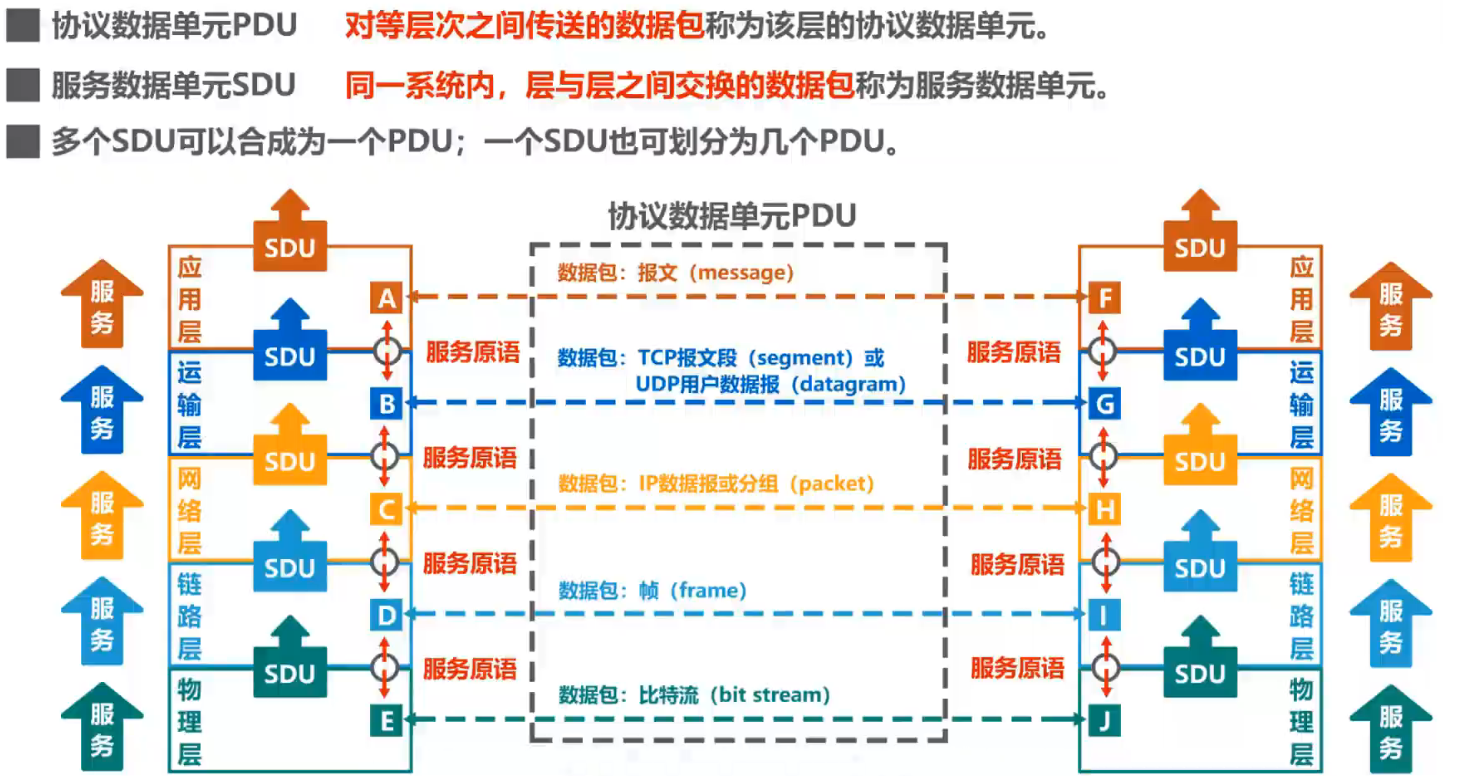 协议数据单元PDU 对等层次之间传送的数据包称为该层的协议数据单元。
服务数据单元SDU 同一系统内，层与层之间交换的数据包称为服务数据单元。
多个SDU可以合成为一个PDU；一个SDU也可划分为几个PDU。
协议数据单元PDU
SDU
SDU
服务
应用层
A
数据包：报文（message）
F
应用层
服务
服务原语
服务原语
SDU
数据包：TCP报文段（segment）或
UDP用户数据报（datagram）
SDU
服务
运输层
B
G
运输层
服务
服务原语
服务原语
SDU
数据包：IP数据报或分组（packet）
SDU
服务
网络层
C
H
网络层
服务
服务原语
服务原语
SDU
数据包：帧（frame）
SDU
服务
链路层
D
I
链路层
服务
服务原语
服务原语
SDU
数据包：比特流（bit stream）
SDU
服务
物理层
E
J
物理层
服务